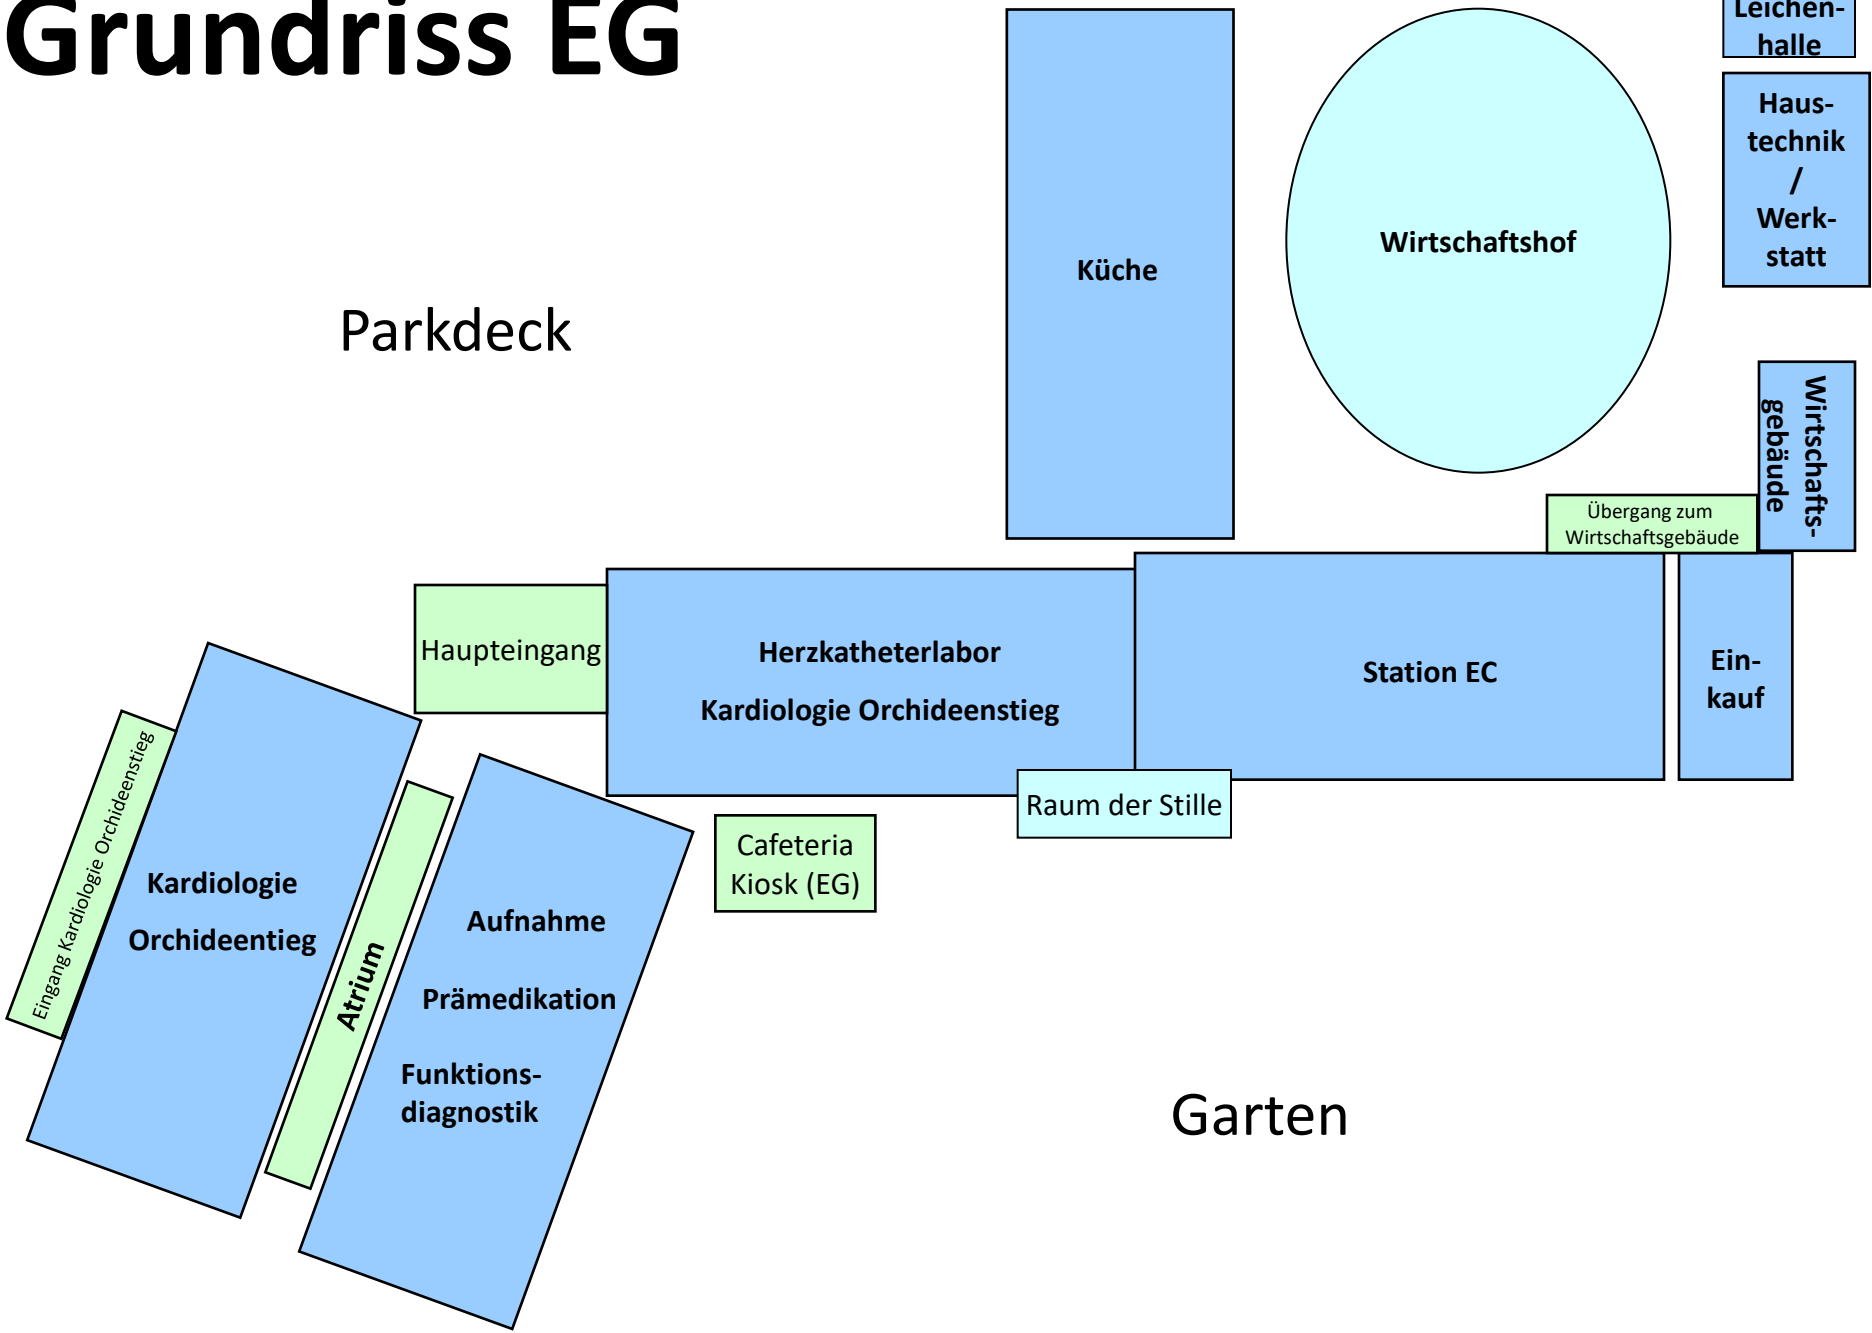 Grundriss EG
Leichen-
halle
Haus-
technik
/
Werk-
statt
Wirtschaftshof
Küche
Parkdeck
Wirtschafts-
gebäude
Übergang zum
Wirtschaftsgebäude
Haupteingang
Herzkatheterlabor
Kardiologie Orchideenstieg
Station EC
Ein-
kauf
Raum der Stille
Cafeteria
Kiosk (EG)
Eingang Kardiologie Orchideenstieg
Kardiologie
Orchideentieg
Atrium
Aufnahme
Prämedikation
Funktions-
diagnostik
Garten